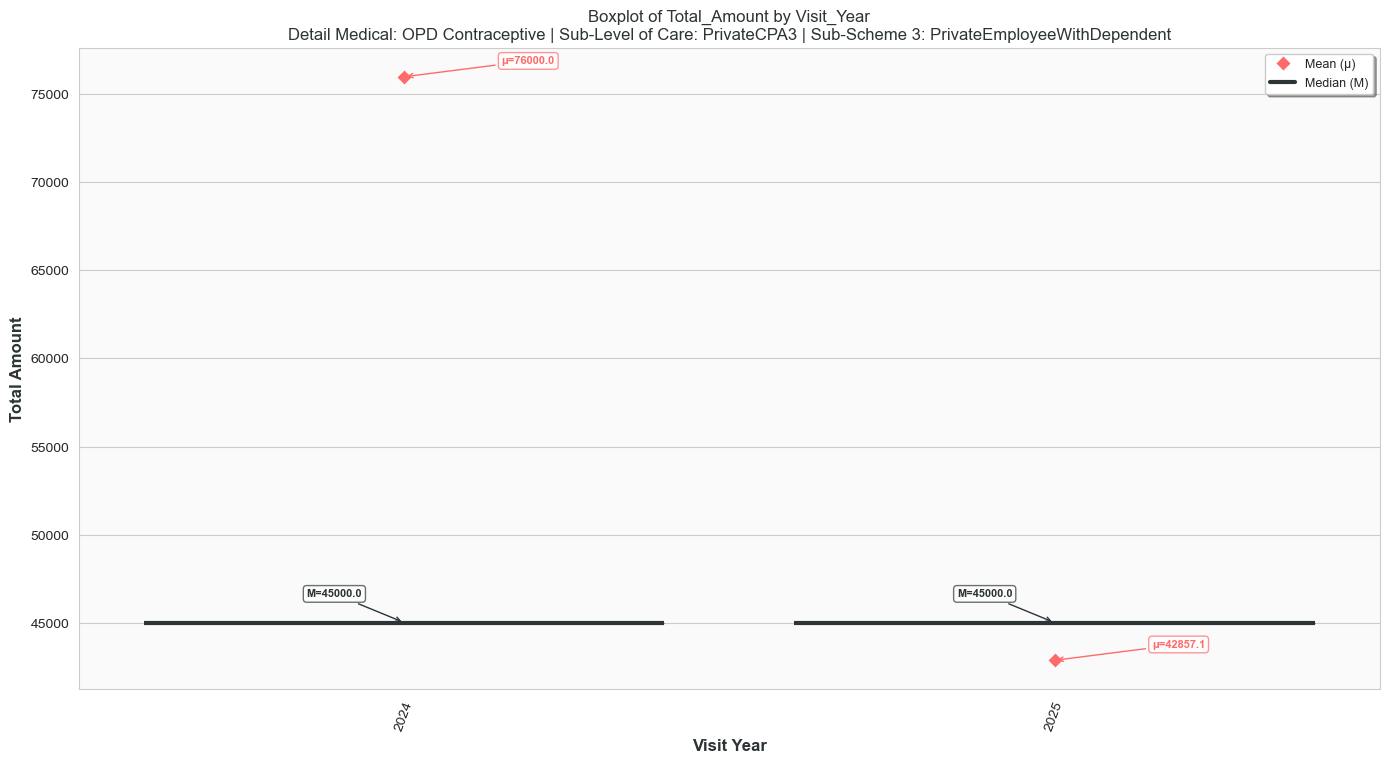 Boxplot of Total_Amount by Visit_Year
Detail Medical: OPD Contraceptive | Sub-Level of Care: PrivateCPA3 | Sub-Scheme 3: PrivateEmployeeWithDependent
μ=76000.0
Mean (μ)
Median (M)
75000
70000
65000
60000
55000
50000
45000
Total Amount
M=45000.0
M=45000.0
μ=42857.1
2024
2025
Visit Year